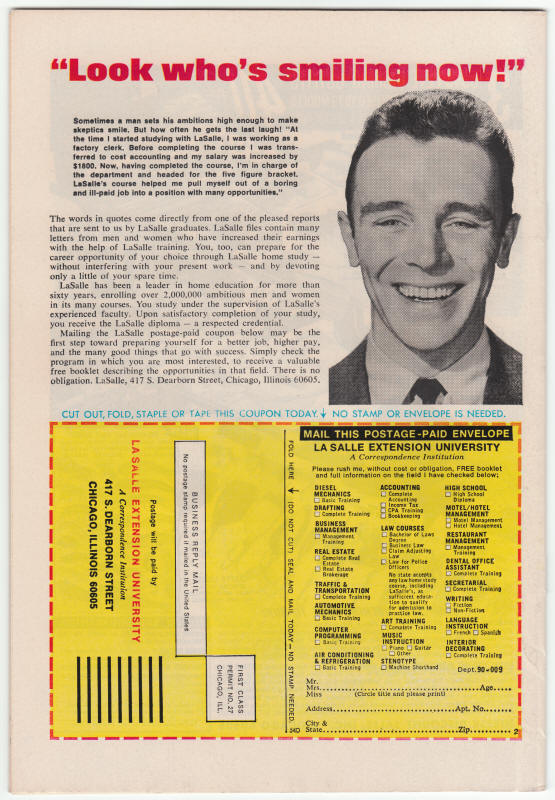 “Look who’s smiling now!”
Sometimes a man sets his ambitions high enough to make
skeptics smile. But how often he gets the last laugh! “At
the time I started studying with LaSalle, I was working as a
factory clerk. Before completing the course I was trans-
ferred to cost accounting and my salary was increased by
$1800. Now, having completed the course, I’m in charge of
the department and headed for the five figure bracket.
LaSalle’s course helped me pull myself out of a boring
and ill-paid job into a position with many opportunities.”
The words in quotes come directly from one of the pleased reports
that are sent to us by LaSalle graduates. LaSalle files contain many
letters from men and women who have increased their earnings
with the help of LaSalle training. You, too, can prepare for the
career opportunity of your choice through LaSalle home study —
without interfering with your present work — and by devoting
only a little of your spare time.
LaSalle has been a leader in home education for more than
sixty years, enrolling over 2,000,000 ambitious men and women
in its many courses. You study under the supervision of LaSalle’s
experienced faculty. Upon satisfactory completion of your study,
you receive the LaSalle diploma — a respected credential.
Mailing the LaSalle postage-paid coupon below may be the
first step toward preparing yourself for a better job, higher pay,
and the many good things that go with success. Simply check the
program in which you are most interested, to receive a valuable
free booklet describing the opportunities in that field. There is no
obligation. LaSalle, 417 S. Dearborn Street, Chicago, Illinois 60605.
CUT OUT, FOLD, STAPLE OR TAPE THIS COUPON TODAY. NO STAMP OR ENVELOPE IS NEEDED.
Postage will be paid by
LASALLE EXTENSION UNIVERSITY
A Correspondence Institution
417 S. DEARBORN STREET
CHICAGO, ILLINOIS 60605
BUSINESS REPLY MAIL
No postage stamp required if mailed in the United States
FIRST CLASS
PERMIT NO. 27
CHICAGO, ILL.
FOLD HERE (DO NOT CUT) SEAL AND MAIL TODAY—NO STAMP NEEDED.
MAIL THIS POSTAGE-PAID ENVELOPE
LA SALLE EXTENSION UNIVERSITY
A Correspondence Institution
Please rush me, without cost or obligation, FREE booklet
and full information on the field I have checked below:
DIESEL
MECHANICS
Basic Training
DRAFTING
Complete Training
BUSINESS
MANAGEMENT
Management
Training
REAL ESTATE
Complete Real
Estate
Real Estate
Brokerage
TRAFFIC &
TRANSPORTATION
Complete Training
AUTOMOTIVE
MECHANICS
Basic Training
COMPUTER
PROGRAMMING
Basic Training
AIR CONDITIONING
& REFRIGERATION
Basic Training
ACCOUNTING
Complete
Accounting
Income Tax
CPA Training
Bookkeeping
LAW COURSES
Bachelor of Laws
Degree
Business Law
Claim Adjusting
Law
Law for Police
Officers
No state accepts
any law home study
course, including
LaSalle’s, as
sufficient educa-
tion to qualify
for admission to
practice law.
ART TRAINING
Complete Training
MUSIC
INSTRUCTION
Piano Guitar
Other
STENOTYPE
Machine Shorthand
HIGH SCHOOL
High School
Diploma
MOTEL/HOTEL
MANAGEMENT
Motel Management
Hotel Management
RESTAURANT
MANAGEMENT
Management
Training
DENTAL OFFICE
ASSISTANT
Complete Training
SECRETARIAL
Complete Training
WRITING
Fiction
Non-Fiction
LANGUAGE
INSTRUCTION
French Spanish
INTERIOR
DECORATING
Complete Training
Dept. 90-009
Mr.
Mrs. Age
Miss (Circle title and please print)
Address Apt. No.
City &
State Zip
540
2